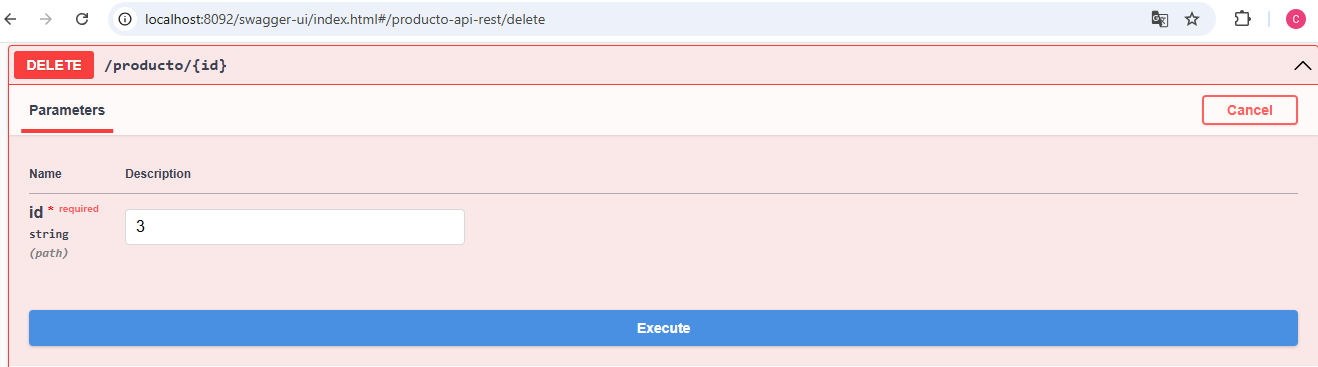 localhost:8092/swagger-ui/index.html#/producto-api-rest/delete
C
DELETE /producto/{id}
Parameters
Cancel
Name Description
id * required
string
(path)
3
Execute